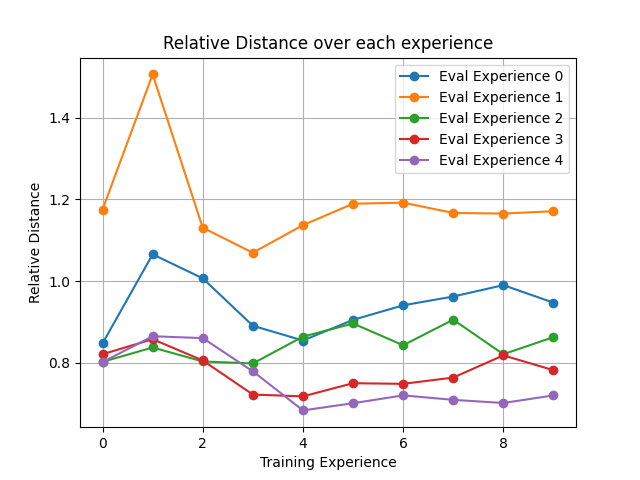 Relative Distance over each experience
Eval Experience 0
Eval Experience 1
Eval Experience 2
Eval Experience 3
Eval Experience 4
1.4
1.2
1.0
0.8
Relative Distance
0 2 4 6 8
Training Experience